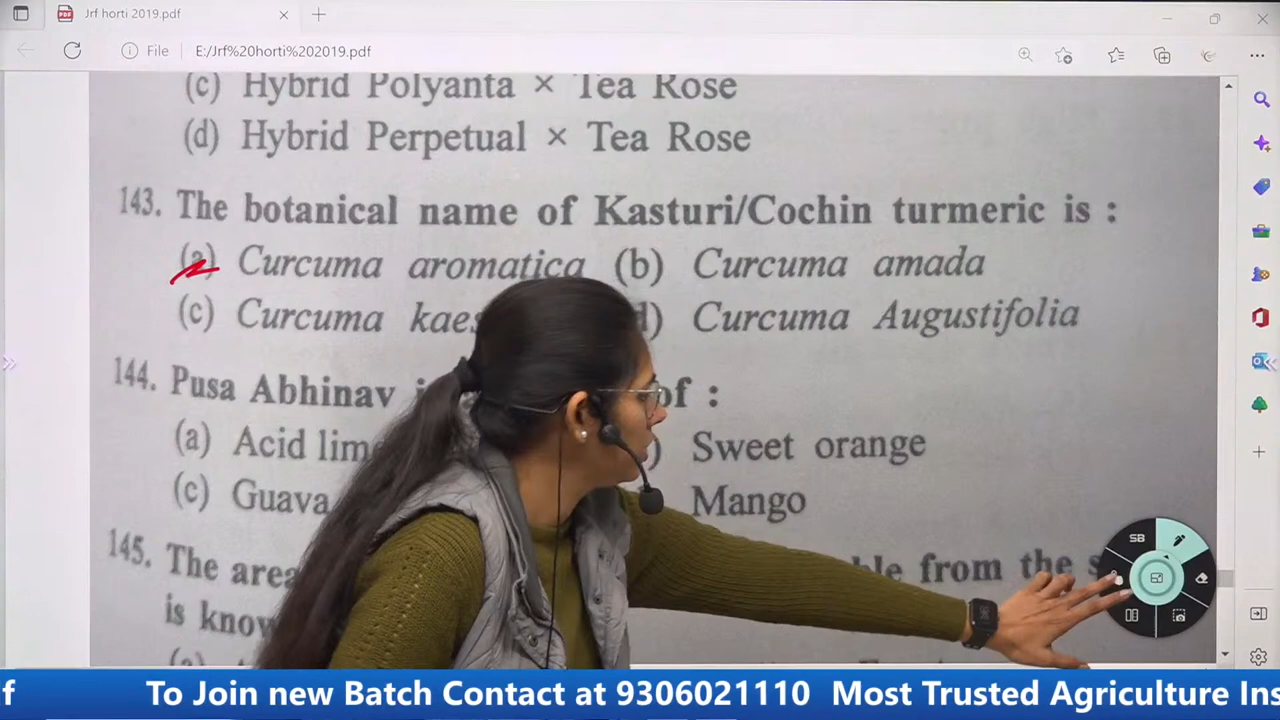 Jrf horti 2019.pdf
File E:/Jrf%20horti%202019.pdf
(c) Hybrid Polyanta × Tea Rose
(d) Hybrid Perpetual × Tea Rose
143. The botanical name of Kasturi/Cochin turmeric is :
(a) Curcuma aromatica (b) Curcuma amada
(c) Curcuma kaes d) Curcuma Augustifolia
144. Pusa Abhinav of :
(a) Acid lim ) Sweet orange
(c) Guava Mango
145. The area ble from the s
is know
SB
f To Join new Batch Contact at 9306021110 Most Trusted Agriculture Ins